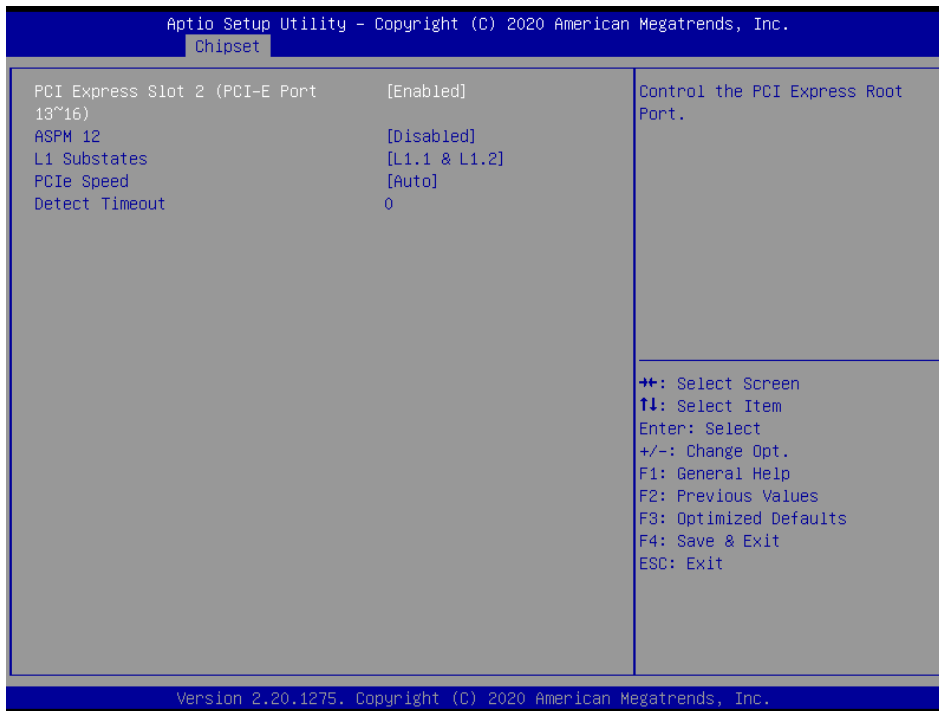 Aptio Setup Utility – Copyright (C) 2020 American Megatrends, Inc.
Chipset
PCI Express Slot 2 (PCI-E Port [Enabled]
13~16)
ASPM 12 [Disabled]
L1 Substates [L1.1 & L1.2]
PCIe Speed [Auto]
Detect Timeout 0
Control the PCI Express Root
Port.
→←: Select Screen
↑↓: Select Item
Enter: Select
+/-: Change Opt.
F1: General Help
F2: Previous Values
F3: Optimized Defaults
F4: Save & Exit
ESC: Exit
Version 2.20.1275. Copyright (C) 2020 American Megatrends, Inc.